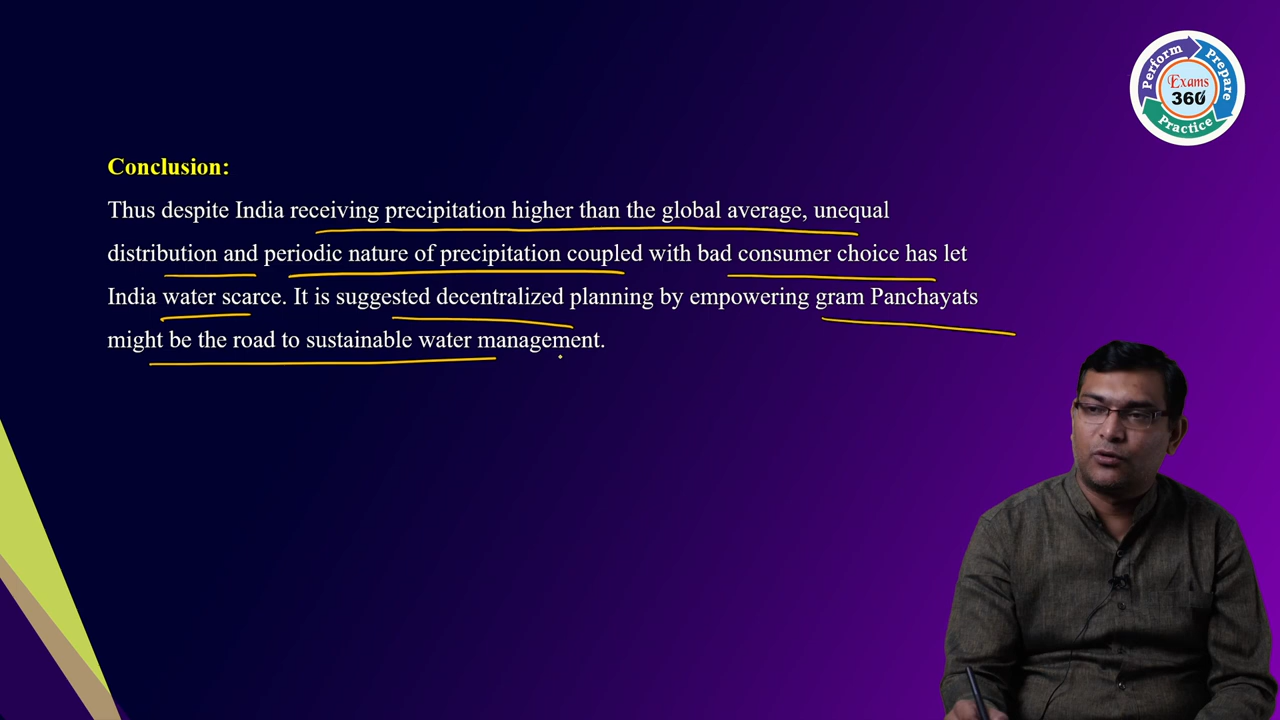 Perform
Prepare
Exams
360
Practice
Conclusion:
Thus despite India receiving precipitation higher than the global average, unequal
distribution and periodic nature of precipitation coupled with bad consumer choice has let
India water scarce. It is suggested decentralized planning by empowering gram Panchayats
might be the road to sustainable water management.